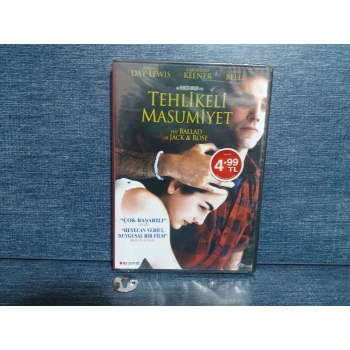 DAY-LEWIS
KEENER
TEHLİKELİ
MASUMİYET
THE BALLAD
OF JACK & ROSE
4.99
TL
"ÇOK BAŞARILI"
"HEYECAN VERİCİ,
DUYGUSAL BİR FİLM"